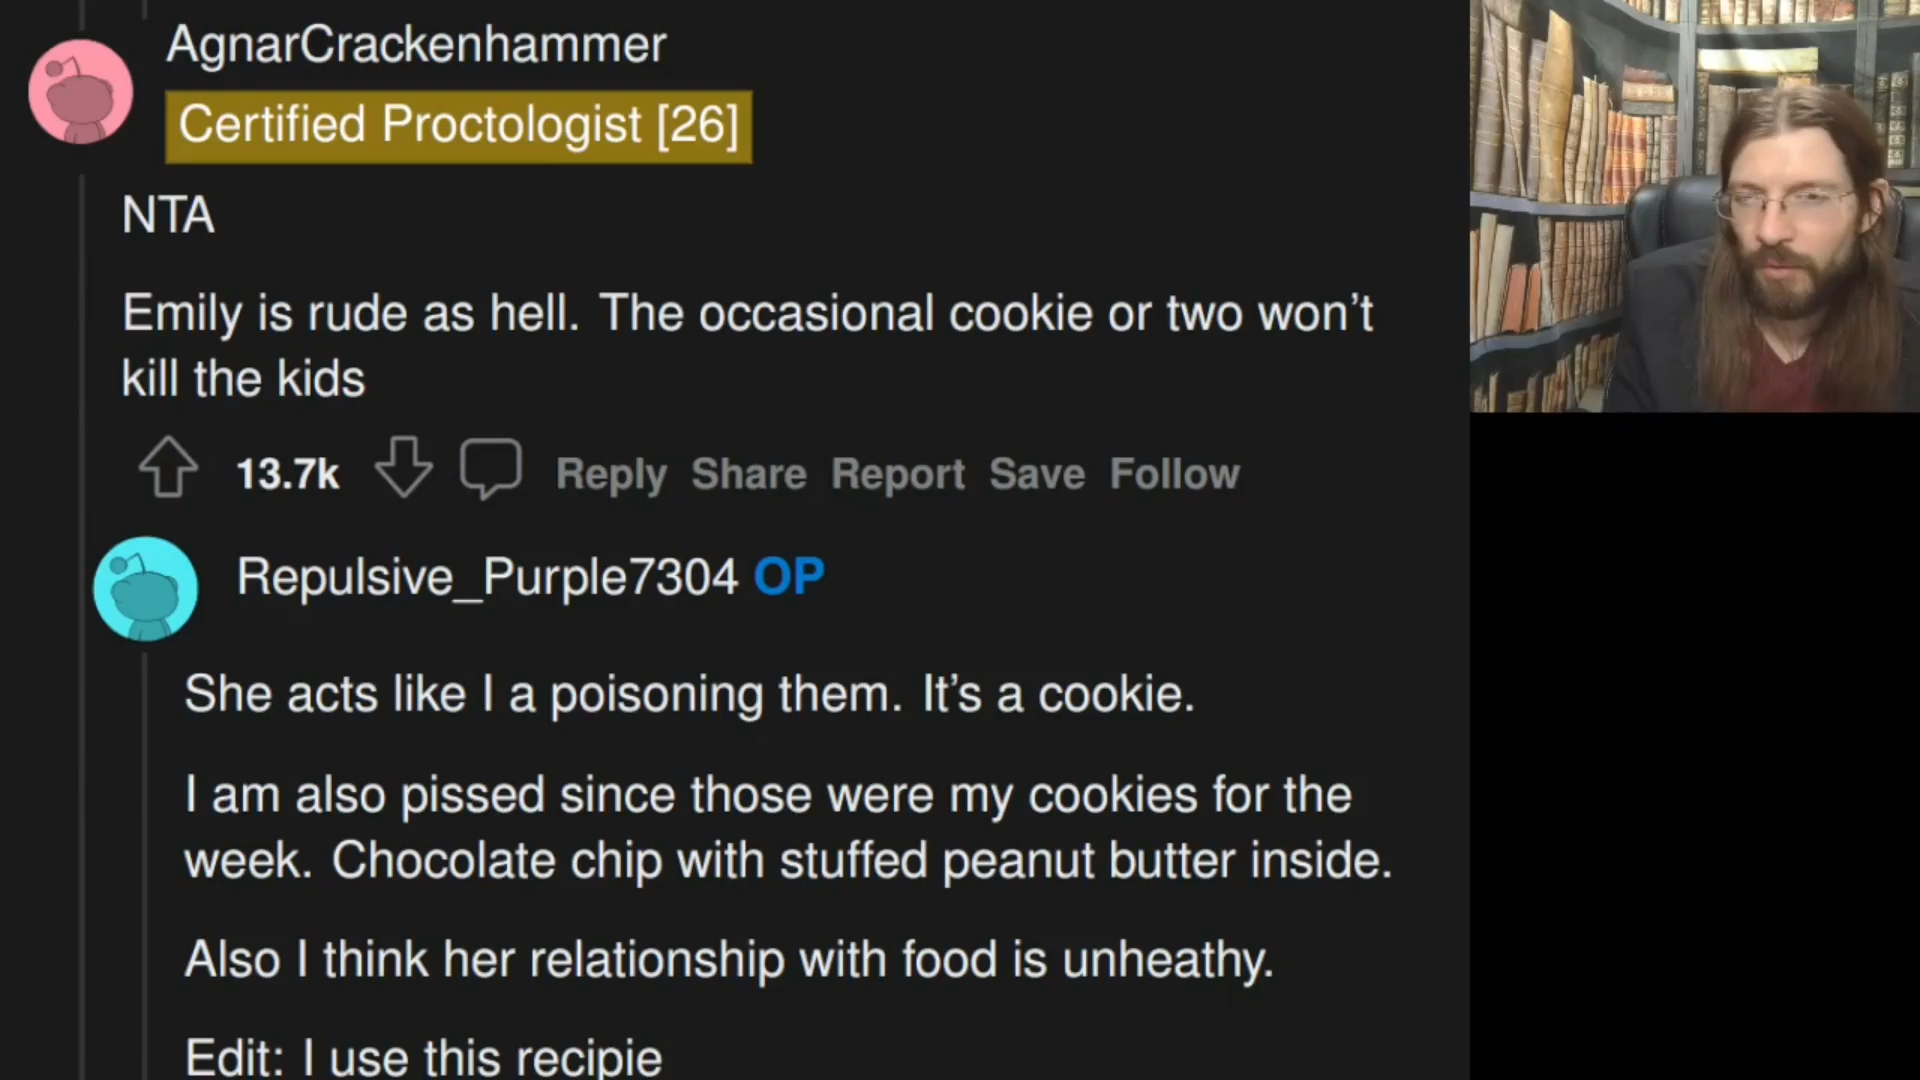 AgnarCrackenhammer
Certified Proctologist [26]
NTA
Emily is rude as hell. The occasional cookie or two won’t
kill the kids
13.7k Reply Share Report Save Follow
Repulsive_Purple7304 OP
She acts like I a poisoning them. It’s a cookie.
I am also pissed since those were my cookies for the
week. Chocolate chip with stuffed peanut butter inside.
Also I think her relationship with food is unheathy.
Edit: I use this recipie